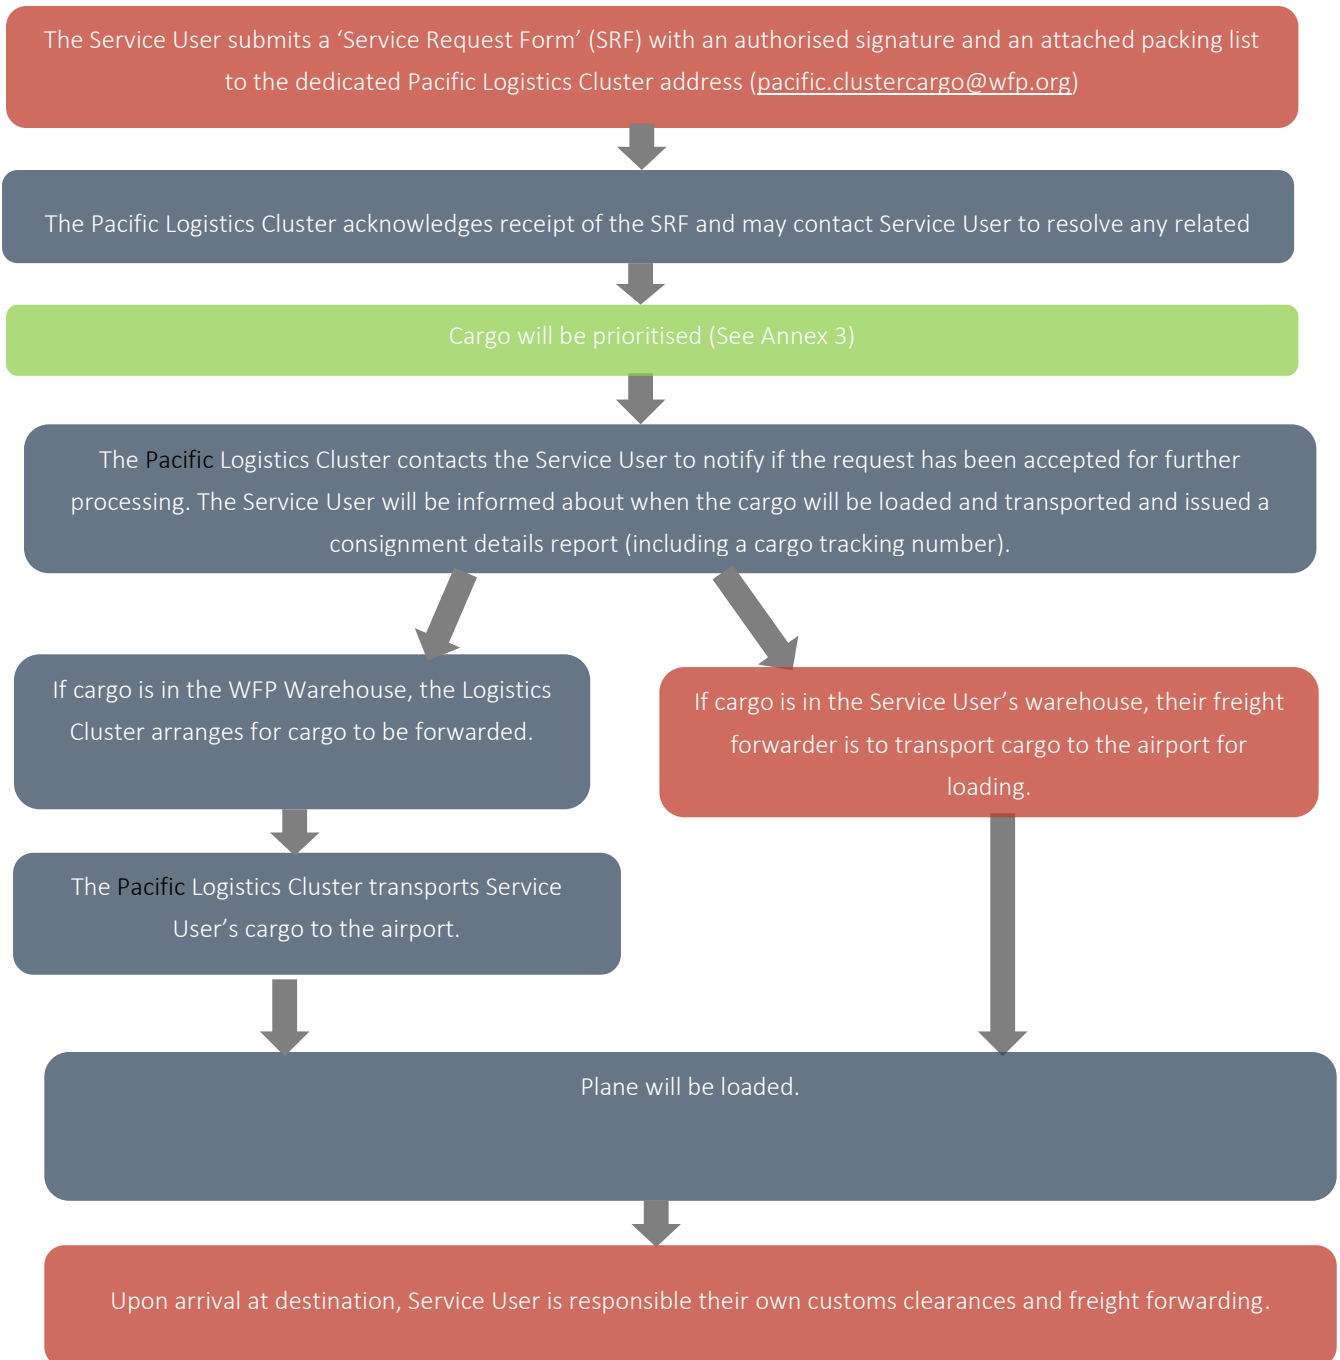 The Service User submits a ‘Service Request Form’ (SRF) with an authorised signature and an attached packing list
to the dedicated Pacific Logistics Cluster address (pacific.clustercargo@wfp.org)
The Pacific Logistics Cluster acknowledges receipt of the SRF and may contact Service User to resolve any related
Cargo will be prioritised (See Annex 3)
The Pacific Logistics Cluster contacts the Service User to notify if the request has been accepted for further
processing. The Service User will be informed about when the cargo will be loaded and transported and issued a
consignment details report (including a cargo tracking number).
If cargo is in the WFP Warehouse, the Logistics
Cluster arranges for cargo to be forwarded.
If cargo is in the Service User’s warehouse, their freight
forwarder is to transport cargo to the airport for
loading.
The Pacific Logistics Cluster transports Service
User’s cargo to the airport.
Plane will be loaded.
Upon arrival at destination, Service User is responsible their own customs clearances and freight forwarding.